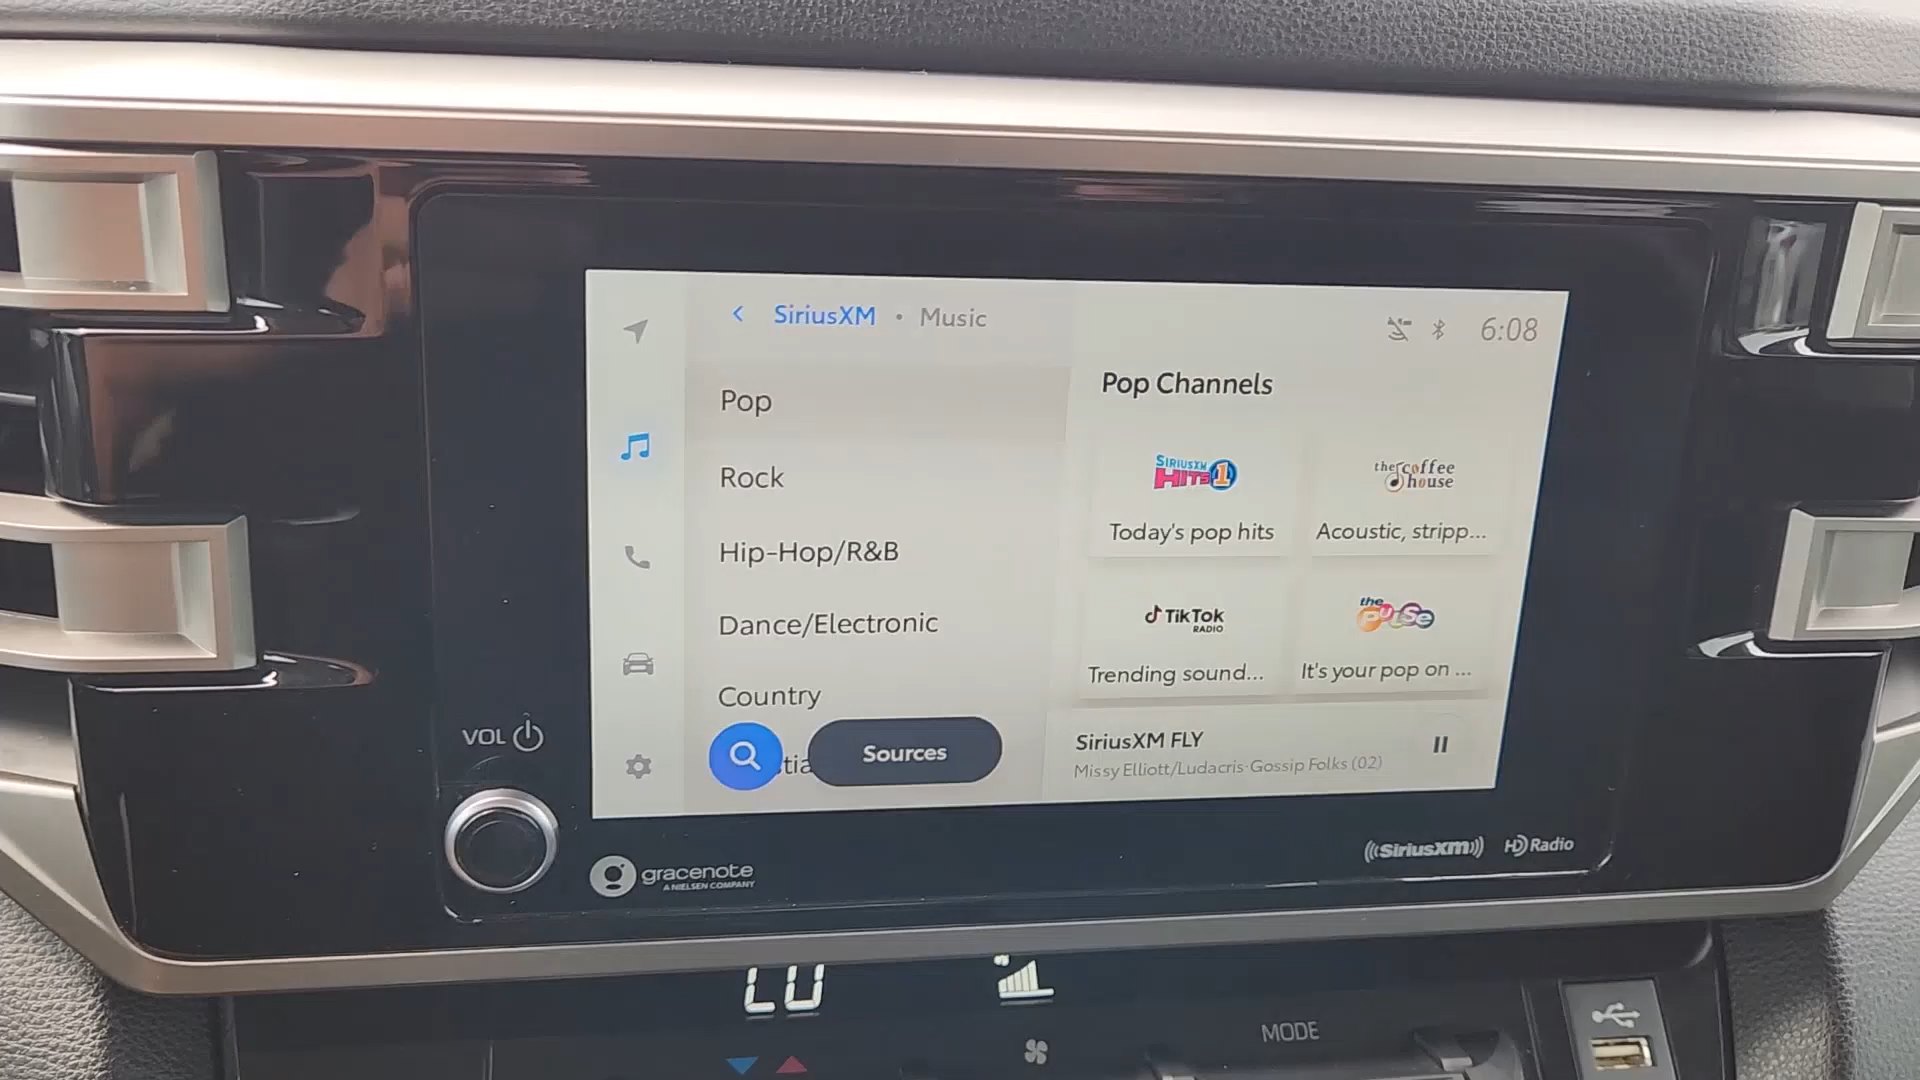 SiriusXM • Music
6:08
Pop
Rock
Hip-Hop/R&B
Dance/Electronic
Country
stia
Sources
Pop Channels
SIRIUSXM
HITS 1
Today's pop hits
the coffee
house
Acoustic, stripp...
TikTok
RADIO
Trending sound...
the
pulse
It's your pop on ...
SiriusXM FLY
Missy Elliott/Ludacris·Gossip Folks (02)
VOL
gracenote
A NIELSEN COMPANY
((SiriusXM))
HD Radio
LO
MODE